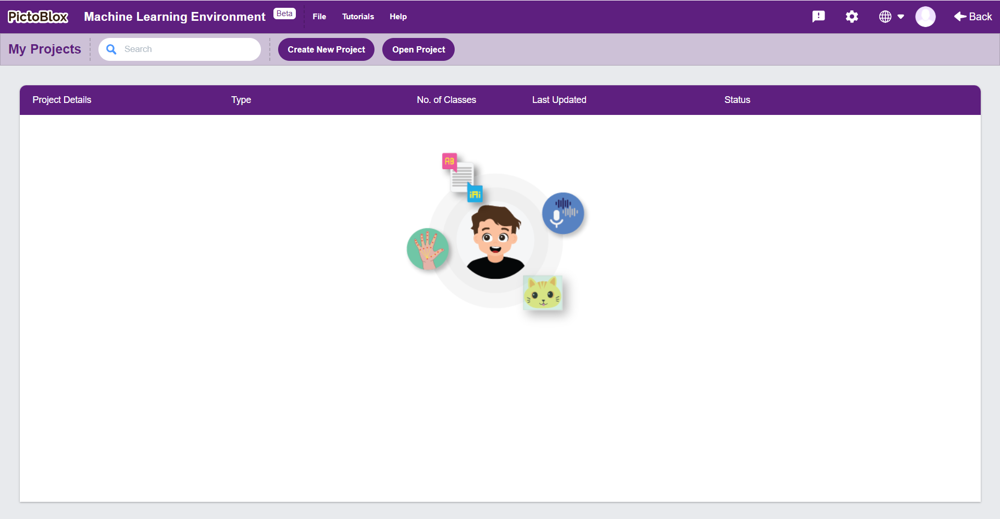 PictoBlox Machine Learning Environment Beta File Tutorials Help Back
My Projects Search Create New Project Open Project
Project Details Type No. of Classes Last Updated Status
AB